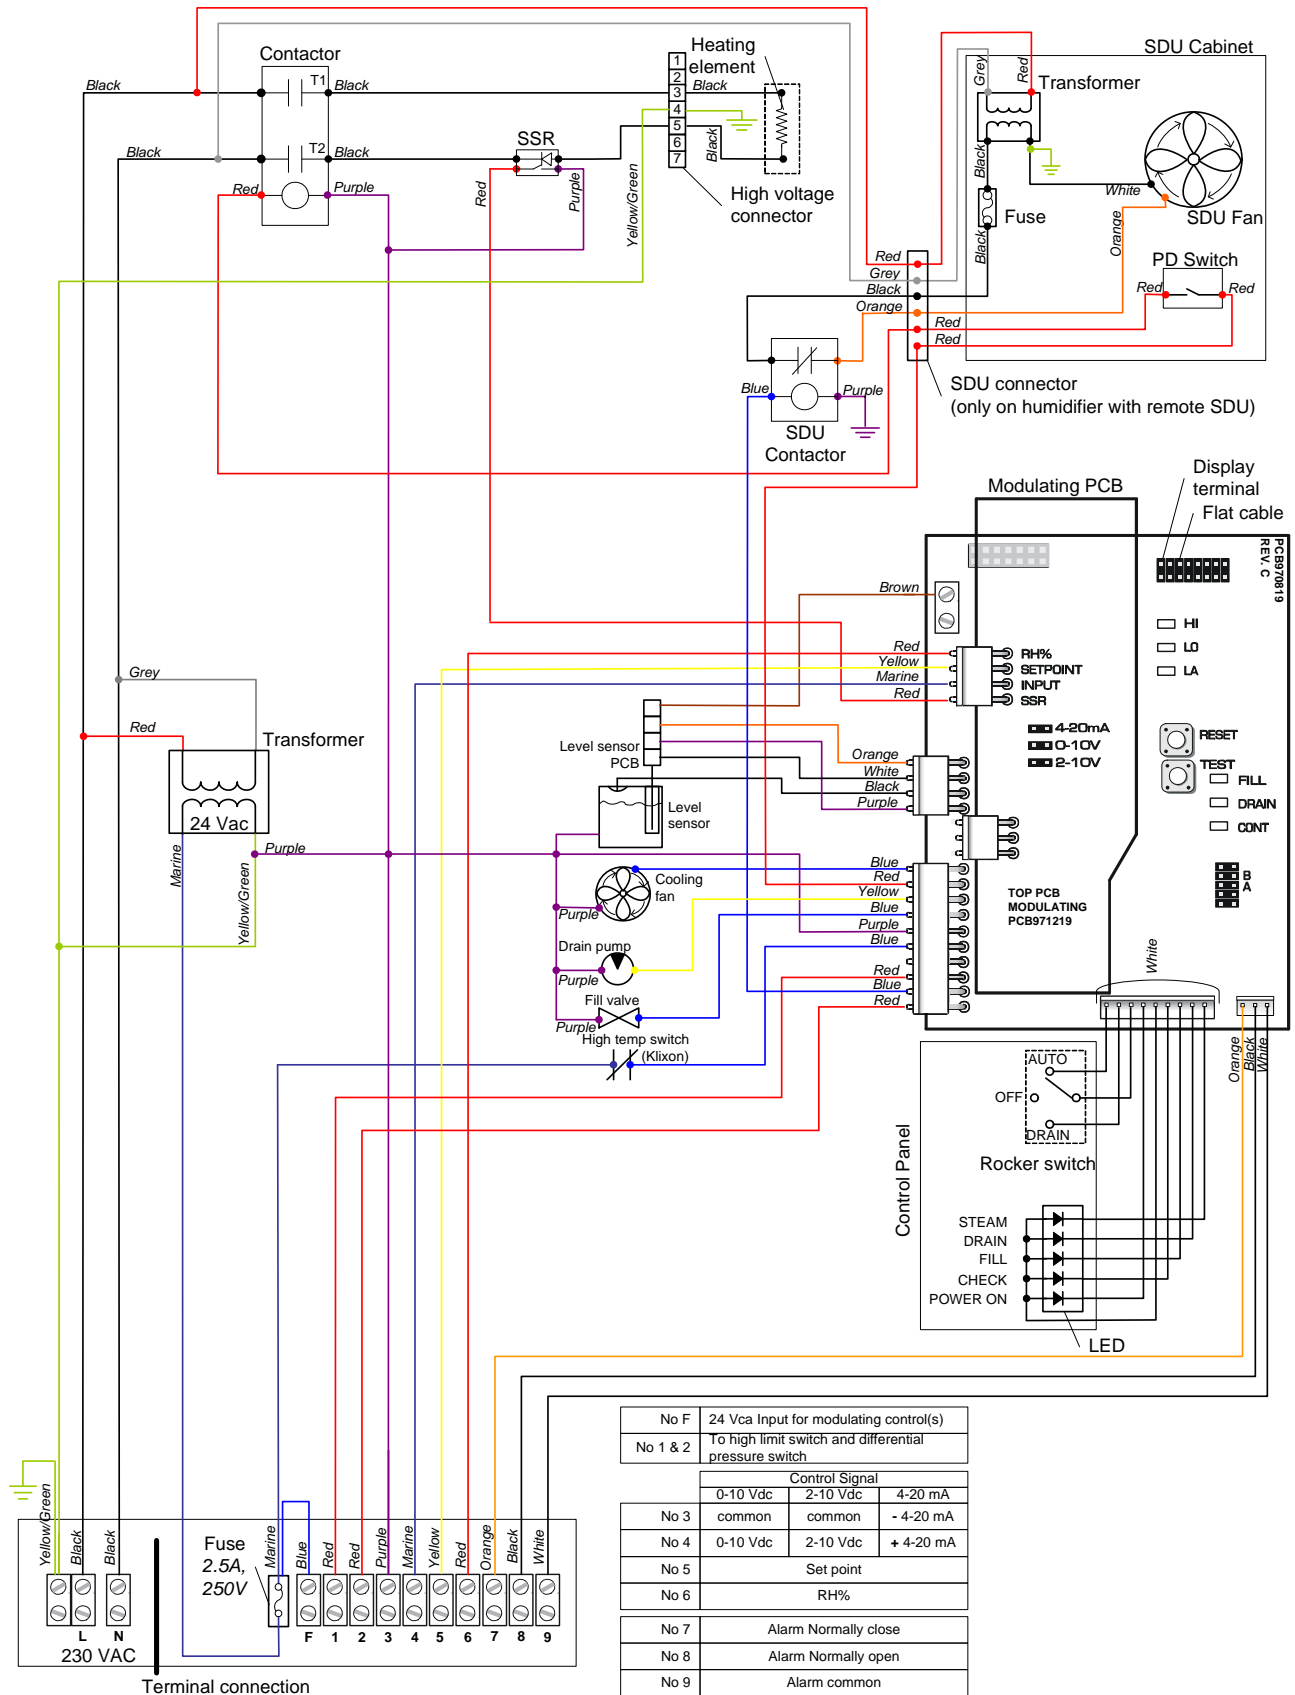 Contactor
Black
T1
Black
Black
T2
Black
Red
Purple
SSR
Red
Purple
Yellow/Green
1
2
3
4
5
6
7
Black
Black
Heating
element
High voltage
connector
SDU Cabinet
Grey
Red
Transformer
Black
White
Fuse
Black
Orange
SDU Fan
PD Switch
Red
Red
Red
Grey
Black
Orange
Red
Red
SDU connector
(only on humidifier with remote SDU)
Blue
Purple
SDU
Contactor
Display
terminal
Flat cable
Modulating PCB
PCB970819
REV. C
Brown
Red
Yellow
Marine
Red
RH%
SETPOINT
INPUT
SSR
4-20mA
0-10V
2-10V
HI
LO
LA
RESET
TEST
FILL
DRAIN
CONT
B
A
Grey
Red
Transformer
24 Vac
Marine
Yellow/Green
Purple
Level sensor
PCB
Level
sensor
Orange
White
Black
Purple
Cooling
fan
Purple
Drain pump
Purple
Fill valve
Purple
High temp switch
(Klixon)
Blue
Red
Yellow
Blue
Purple
Blue
Red
Blue
Red
TOP PCB
MODULATING
PCB971219
White
Orange
Black
White
Control Panel
AUTO
OFF
DRAIN
Rocker switch
STEAM
DRAIN
FILL
CHECK
POWER ON
LED
No F 24 Vca Input for modulating control(s)
No 1 & 2 To high limit switch and differential
pressure switch
Control Signal
0-10 Vdc 2-10 Vdc 4-20 mA
No 3 common common - 4-20 mA
No 4 0-10 Vdc 2-10 Vdc + 4-20 mA
No 5 Set point
No 6 RH%
No 7 Alarm Normally close
No 8 Alarm Normally open
No 9 Alarm common
Yellow/Green
Black
Black
Fuse
2.5A,
250V
Marine
Blue
Red
Red
Purple
Marine
Yellow
Red
Orange
Black
White
L N F 1 2 3 4 5 6 7 8 9
230 VAC
Terminal connection